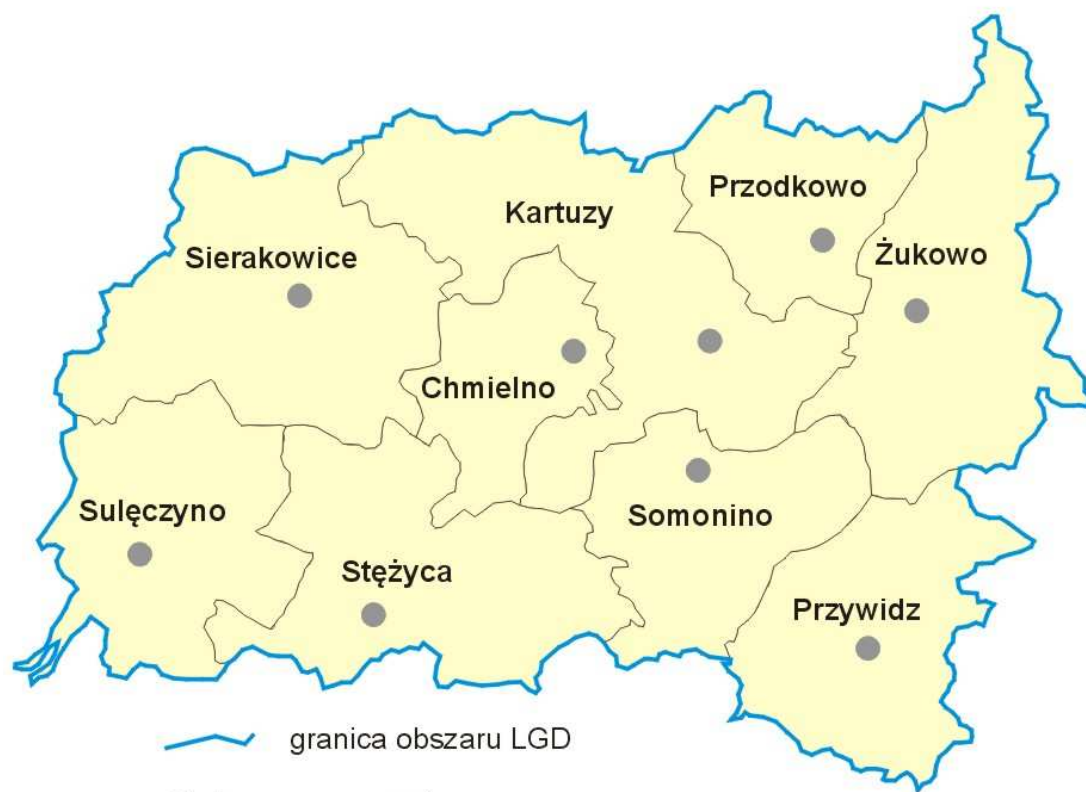 Przodkowo
Kartuzy
Żukowo
Sierakowice
Chmielno
Sulęczyno
Somonino
Stężyca
Przywidz
granica obszaru LGD